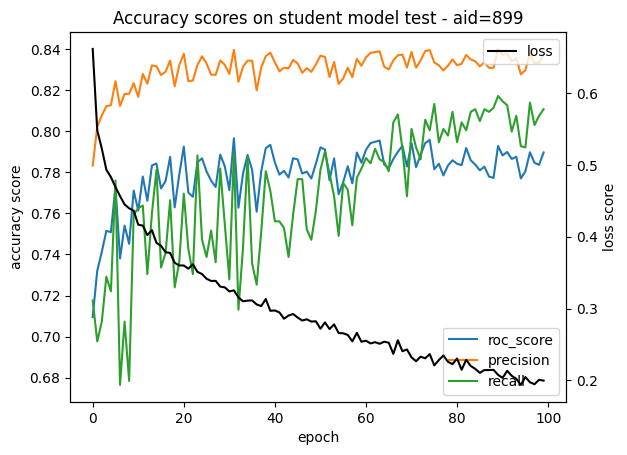 Accuracy scores on student model test - aid=899
0.84
0.82
0.80
0.78
0.76
0.74
0.72
0.70
0.68
accuracy score
0
20
40
60
80
100
epoch
0.6
0.5
0.4
0.3
0.2
loss score
loss
roc_score
precision
recall